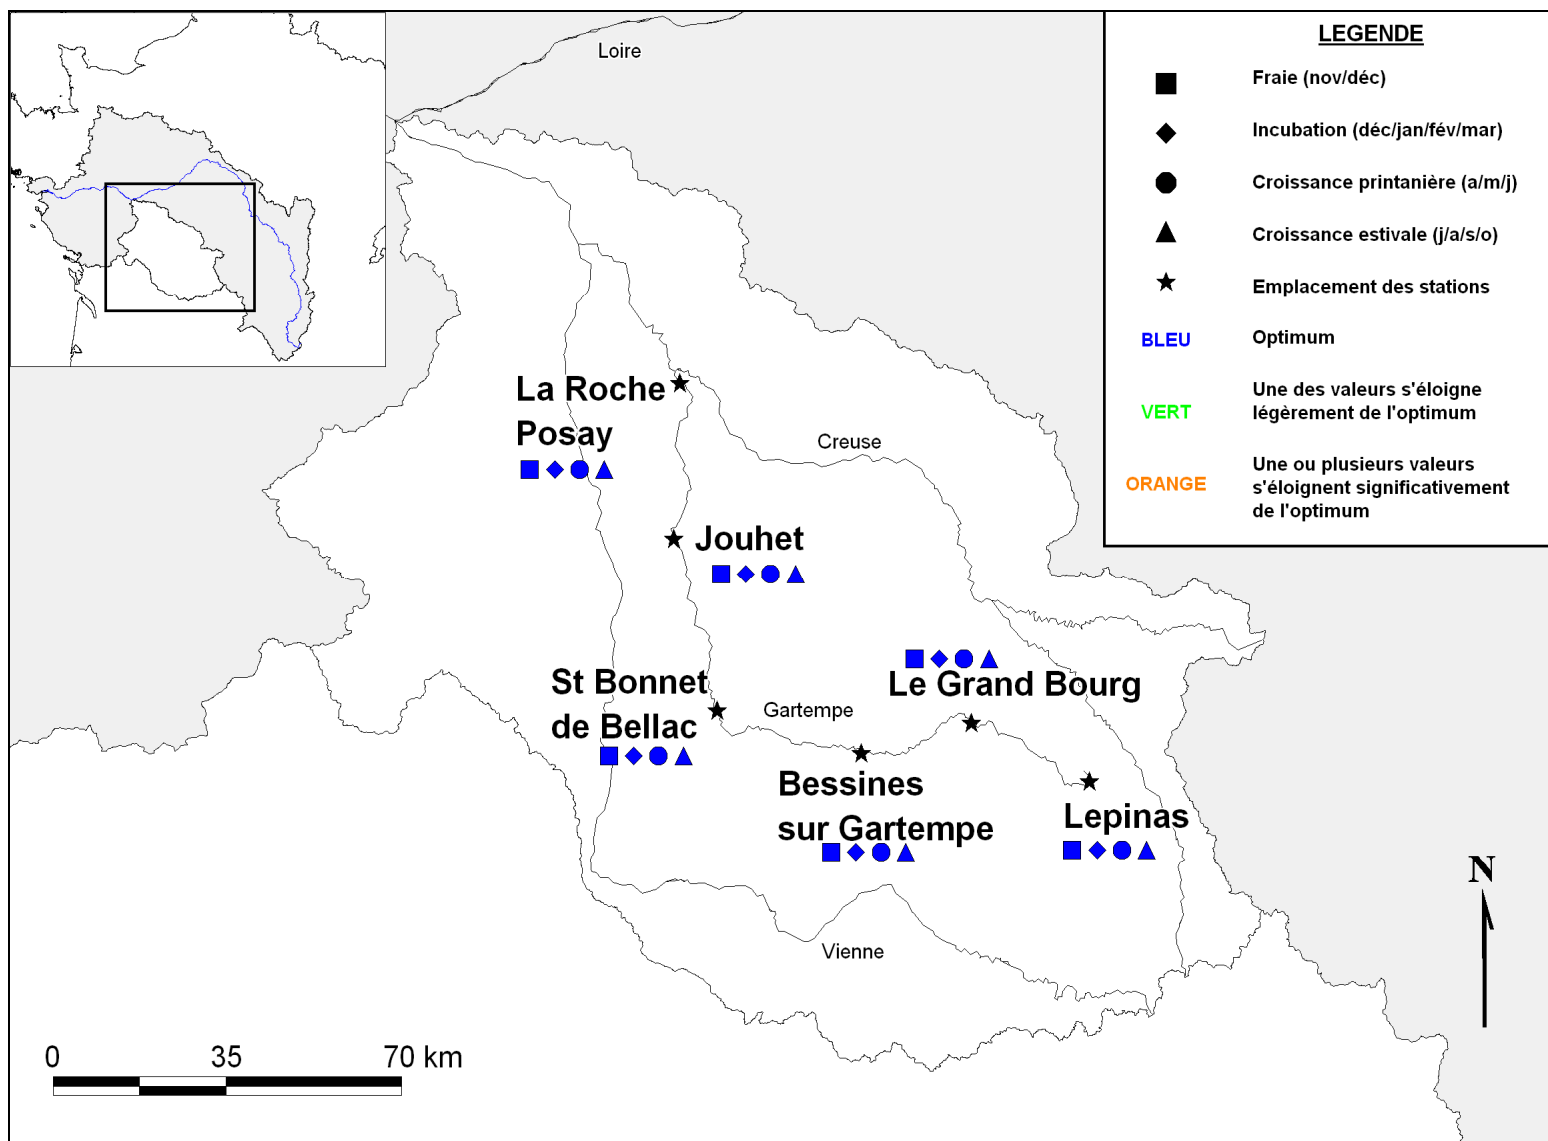 Loire
LEGENDE
Fraie (nov/déc)
Incubation (déc/jan/fév/mar)
Croissance printanière (a/m/j)
Croissance estivale (j/a/s/o)
Emplacement des stations
BLEU
Optimum
VERT
Une des valeurs s'éloigne
légèrement de l'optimum
ORANGE
Une ou plusieurs valeurs
s'éloignent significativement
de l'optimum
La Roche
Posay
Creuse
Jouhet
St Bonnet
de Bellac
Gartempe
Le Grand Bourg
Bessines
sur Gartempe
Lepinas
Vienne
N
0 35 70 km